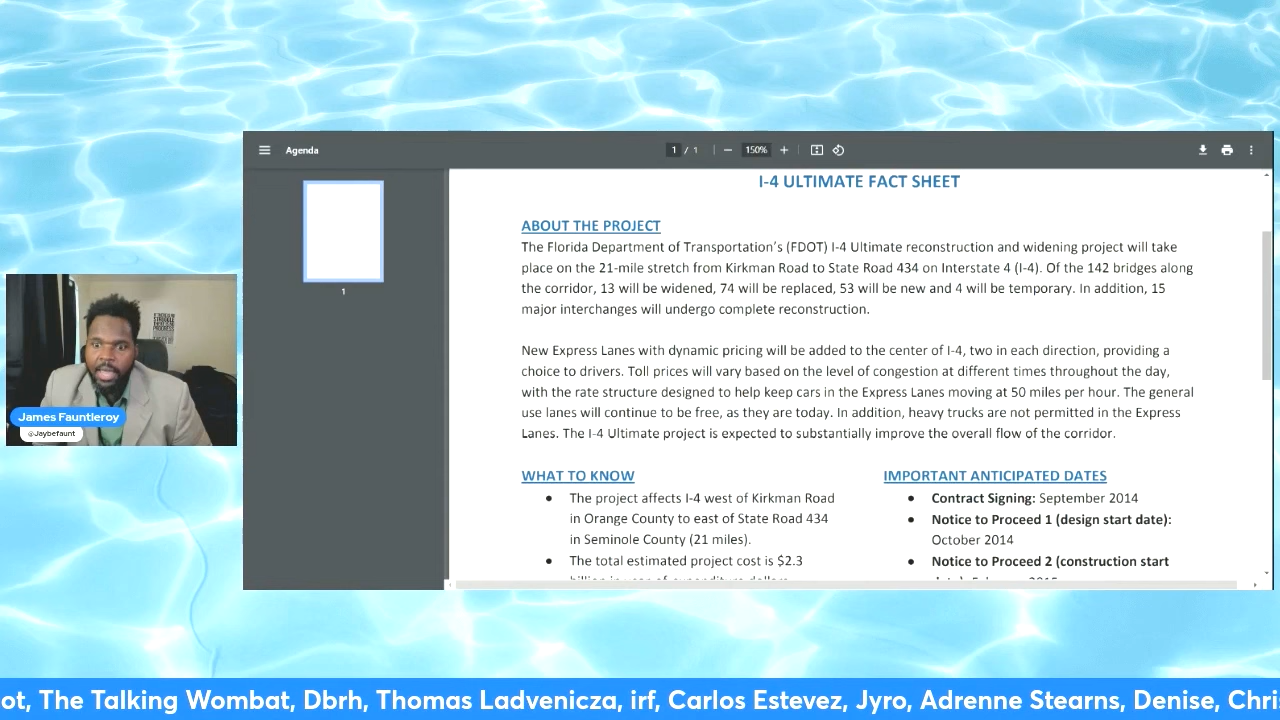 Agenda
1 / 1
150%
1
I-4 ULTIMATE FACT SHEET
ABOUT THE PROJECT
The Florida Department of Transportation's (FDOT) I-4 Ultimate reconstruction and widening project will take
place on the 21-mile stretch from Kirkman Road to State Road 434 on Interstate 4 (I-4). Of the 142 bridges along
the corridor, 13 will be widened, 74 will be replaced, 53 will be new and 4 will be temporary. In addition, 15
major interchanges will undergo complete reconstruction.
New Express Lanes with dynamic pricing will be added to the center of I-4, two in each direction, providing a
choice to drivers. Toll prices will vary based on the level of congestion at different times throughout the day,
with the rate structure designed to help keep cars in the Express Lanes moving at 50 miles per hour. The general
use lanes will continue to be free, as they are today. In addition, heavy trucks are not permitted in the Express
Lanes. The I-4 Ultimate project is expected to substantially improve the overall flow of the corridor.
WHAT TO KNOW
● The project affects I-4 west of Kirkman Road
in Orange County to east of State Road 434
in Seminole County (21 miles).
● The total estimated project cost is $2.3
IMPORTANT ANTICIPATED DATES
● Contract Signing: September 2014
● Notice to Proceed 1 (design start date):
October 2014
● Notice to Proceed 2 (construction start
James Fauntleroy
@Jaybefaunt
ot, The Talking Wombat, Dbrh, Thomas Ladvenicza, irf, Carlos Estevez, Jyro, Adrenne Stearns, Denise, Chri